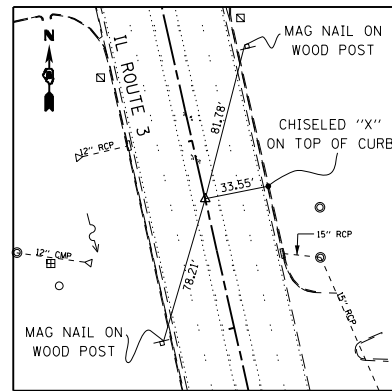 MAG NAIL ON
WOOD POST
N
IL ROUTE 3
81.78'
12" RCP
CHISELED "X"
ON TOP OF CURB
33.55'
15" RCP
12" CMP
78.21'
15" RCP
MAG NAIL ON
WOOD POST